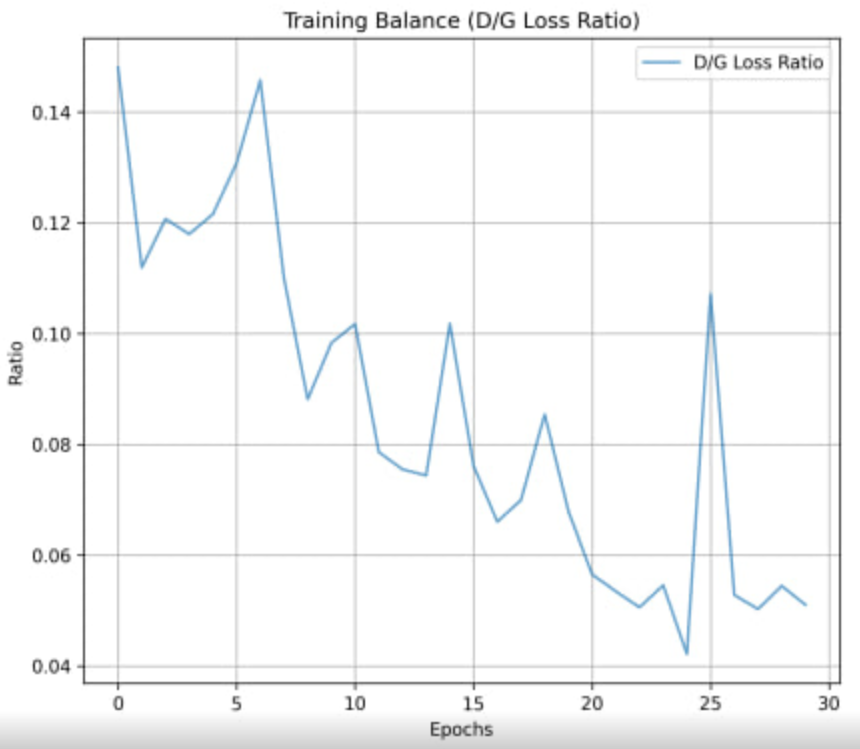 Training Balance (D/G Loss Ratio)
D/G Loss Ratio
0.14
0.12
0.10
0.08
0.06
0.04
Ratio
0 5 10 15 20 25 30
Epochs